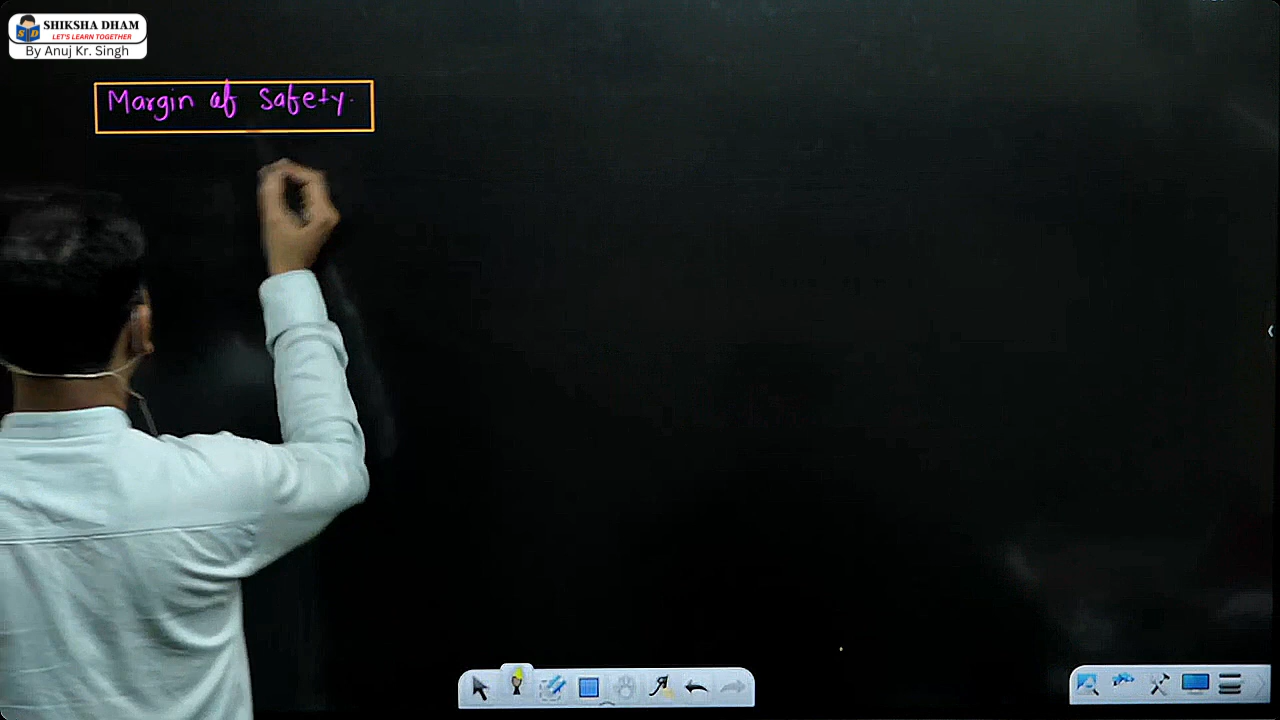 SHIKSHA DHAM
LET'S LEARN TOGETHER
By Anuj Kr. Singh
Margin of Safety.